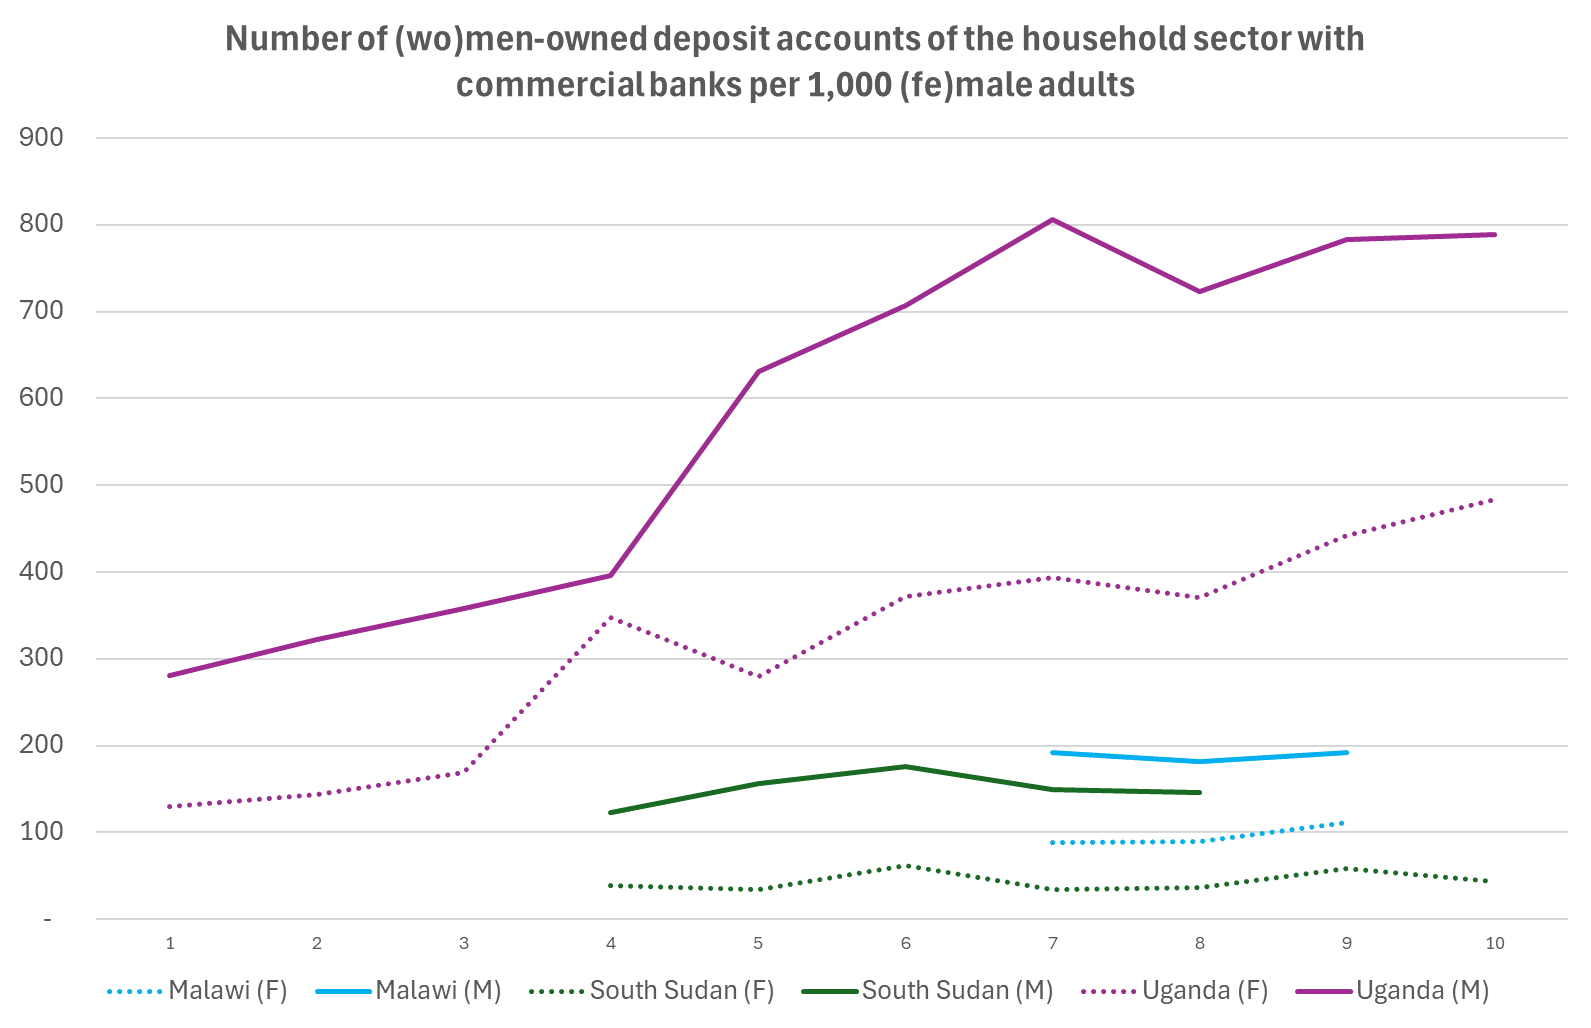 Number of (wo)men-owned deposit accounts of the household sector with
commercial banks per 1,000 (fe)male adults
900
800
700
600
500
400
300
200
100
-
1 2 3 4 5 6 7 8 9 10
Malawi (F) Malawi (M) South Sudan (F) South Sudan (M) Uganda (F) Uganda (M)